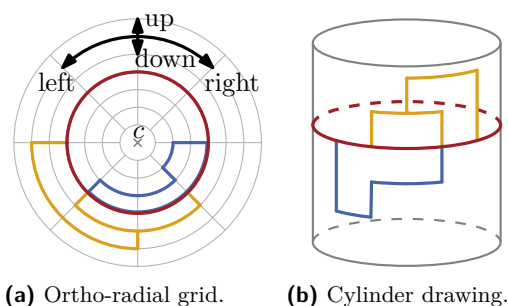 up
down
left
right
c
(a) Ortho-radial grid.
(b) Cylinder drawing.